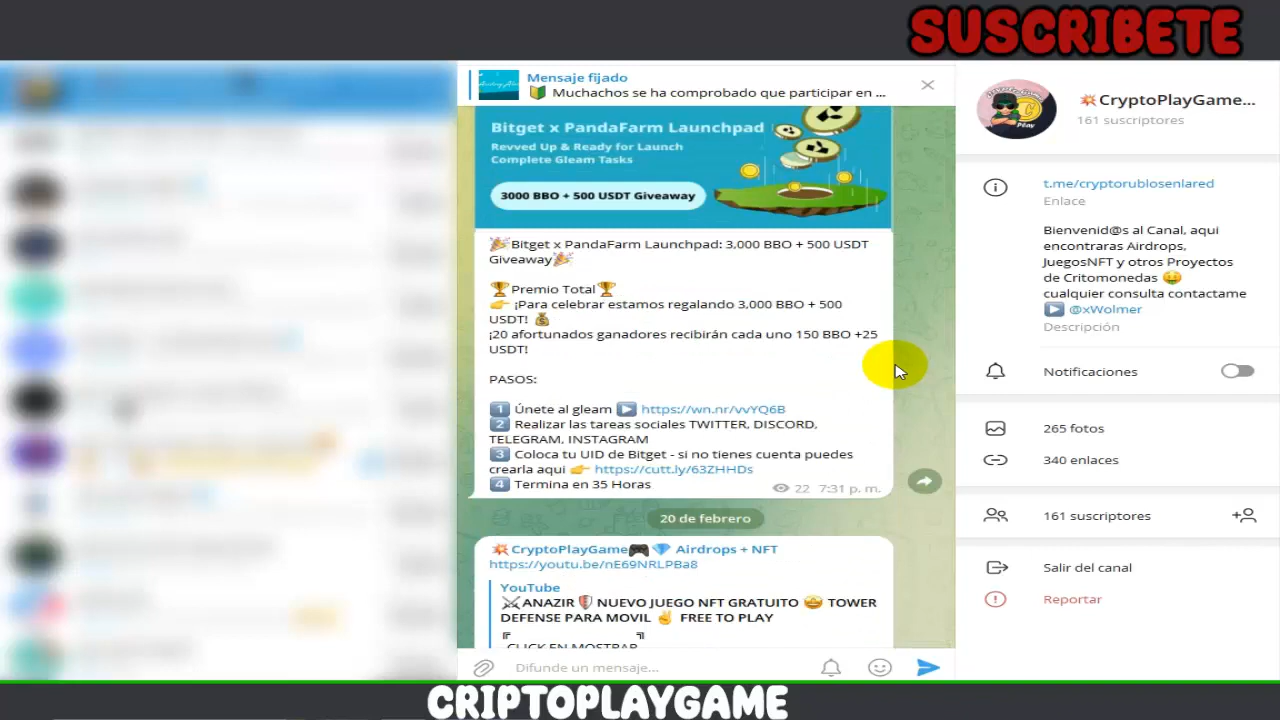 SUSCRIBETE
Mensaje fijado
🔰 Muchachos se ha comprobado que participar en ...
Bitget x PandaFarm Launchpad
Revved Up & Ready for Launch
Complete Gleam Tasks
3000 BBO + 500 USDT Giveaway
🎉Bitget x PandaFarm Launchpad: 3,000 BBO + 500 USDT
Giveaway🎉
🏆Premio Total🏆
👉 ¡Para celebrar estamos regalando 3,000 BBO + 500
USDT! 💰
¡20 afortunados ganadores recibirán cada uno 150 BBO +25
USDT!
PASOS:
1️⃣ Únete al gleam ▶️ https://wn.nr/vvYQ6B
2️⃣ Realizar las tareas sociales TWITTER, DISCORD,
TELEGRAM, INSTAGRAM
3️⃣ Coloca tu UID de Bitget - si no tienes cuenta puedes
crearla aqui 👉 https://cutt.ly/63ZHHDs
4️⃣ Termina en 35 Horas
22 7:31 p. m.
20 de febrero
💥CryptoPlayGame🎮💎 Airdrops + NFT
https://youtu.be/nE69NRLPBa8
YouTube
⚔️ANAZIR🛡️NUEVO JUEGO NFT GRATUITO 🤩 TOWER
DEFENSE PARA MOVIL ✌️ FREE TO PLAY
CLICK EN MOSTRAR
Difunde un mensaje...
💥CryptoPlayGame...
161 suscriptores
t.me/cryptorublosenlared
Enlace
Bienvenid@s al Canal, aqui
encontraras Airdrops,
JuegosNFT y otros Proyectos
de Critomonedas 🤑
cualquier consulta contactame
▶️ @xWolmer
Descripción
Notificaciones
265 fotos
340 enlaces
161 suscriptores
Salir del canal
Reportar
CRIPTOPLAYGAME